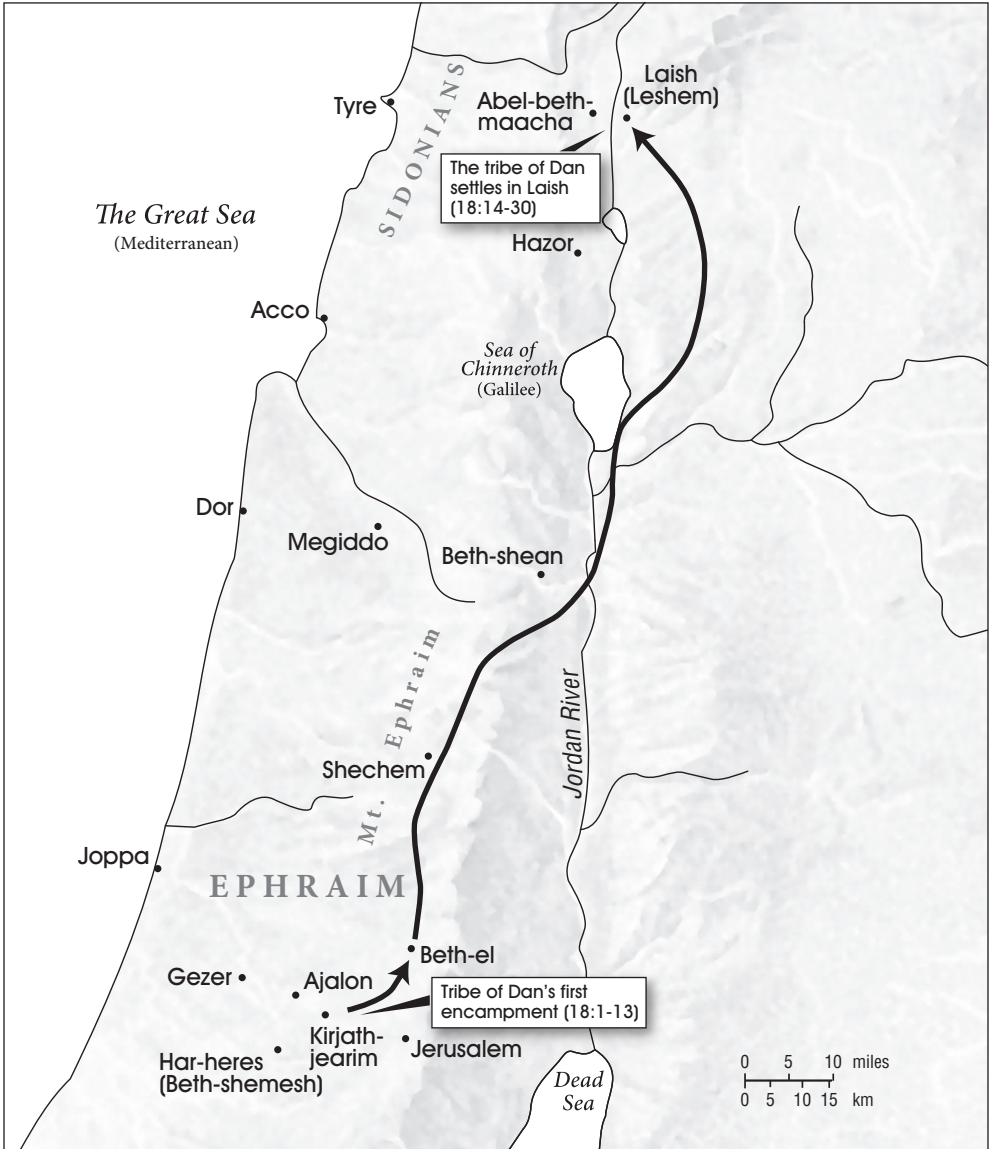 Laish
(Leshem)
Tyre
Abel-beth-
maacha
SIDONIANS
The tribe of Dan
settles in Laish
(18:14-30)
The Great Sea
(Mediterranean)
Hazor
Acco
Sea of
Chinneroth
(Galilee)
Dor
Megiddo
Beth-shean
Mt. Ephraim
Jordan River
Shechem
Joppa
EPHRAIM
Beth-el
Gezer
Ajalon
Tribe of Dan's first
encampment (18:1-13)
Kirjath-
jearim
Jerusalem
Har-heres
(Beth-shemesh)
Dead
Sea
0 5 10 miles
0 5 10 15 km